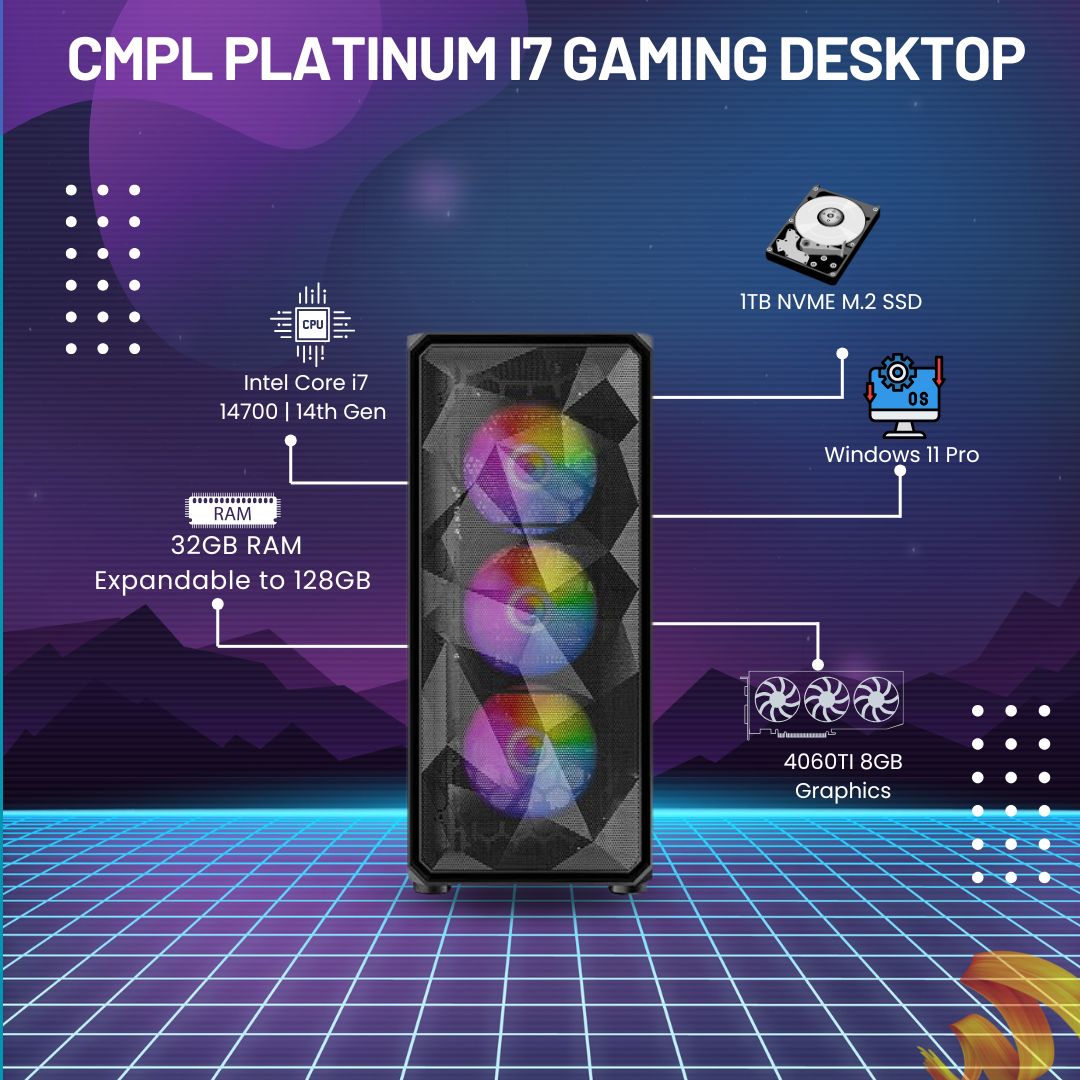 CMPL PLATINUM I7 GAMING DESKTOP
1TB NVME M.2 SSD
CPU
Intel Core i7
14700 | 14th Gen
OS
Windows 11 Pro
RAM
32GB RAM
Expandable to 128GB
4060TI 8GB
Graphics